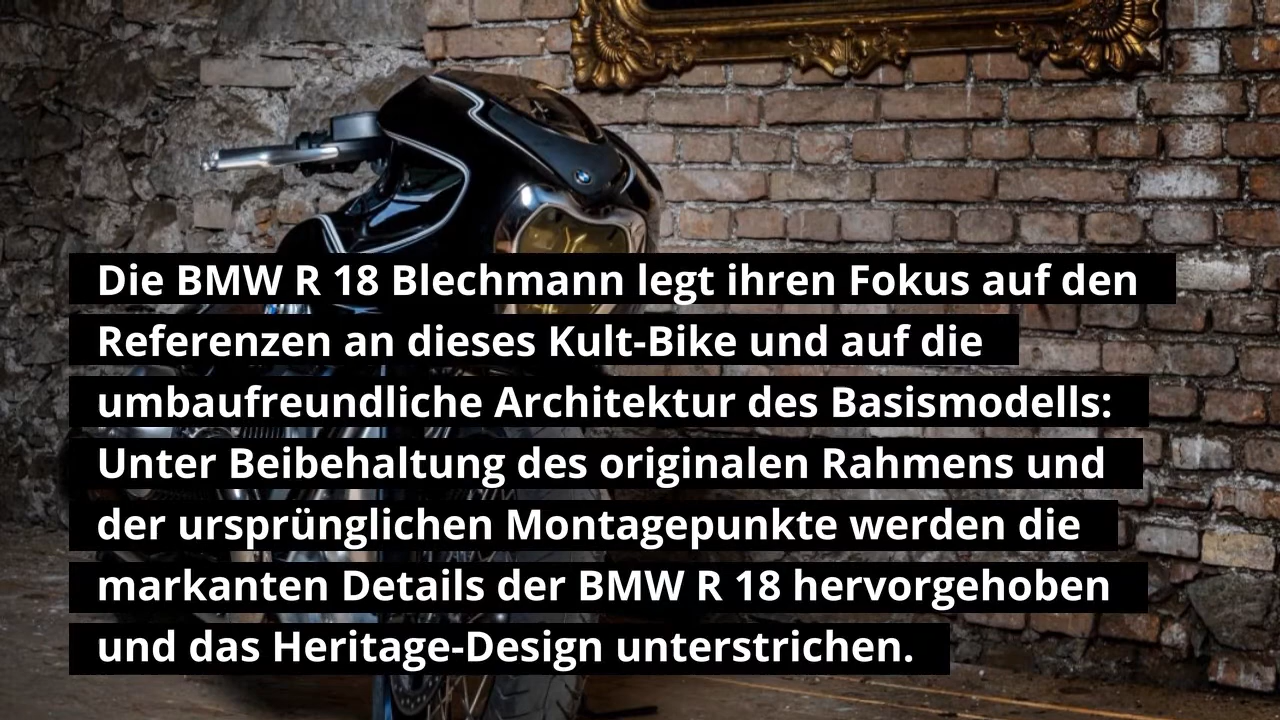 Die BMW R 18 Blechmann legt ihren Fokus auf den
Referenzen an dieses Kult-Bike und auf die
umbaufreundliche Architektur des Basismodells:
Unter Beibehaltung des originalen Rahmens und
der ursprünglichen Montagepunkte werden die
markanten Details der BMW R 18 hervorgehoben
und das Heritage-Design unterstrichen.